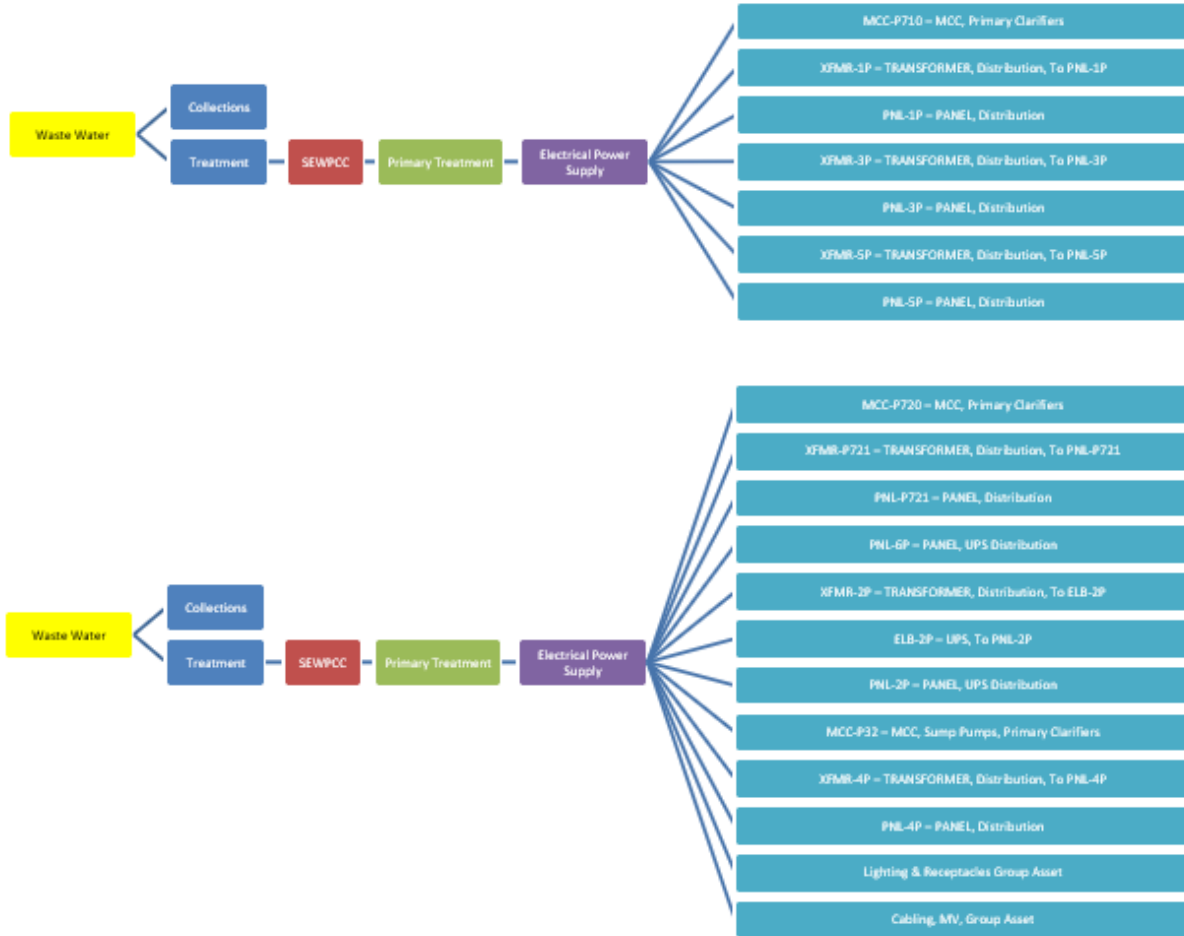 Waste Water
Collections
Treatment
SEWPCC
Primary Treatment
Electrical Power
Supply
MCC-P710 – MCC, Primary Clarifiers
XFMR-1P – TRANSFORMER, Distribution, To PNL-1P
PNL-1P – PANEL, Distribution
XFMR-3P – TRANSFORMER, Distribution, To PNL-3P
PNL-3P – PANEL, Distribution
XFMR-5P – TRANSFORMER, Distribution, To PNL-5P
PNL-5P – PANEL, Distribution
Waste Water
Collections
Treatment
SEWPCC
Primary Treatment
Electrical Power
Supply
MCC-P720 – MCC, Primary Clarifiers
XFMR-P721 – TRANSFORMER, Distribution, To PNL-P721
PNL-P721 – PANEL, Distribution
PNL-6P – PANEL, UPS Distribution
XFMR-2P – TRANSFORMER, Distribution, To ELB-2P
ELB-2P – UPS, To PNL-2P
PNL-2P – PANEL, UPS Distribution
MCC-P32 – MCC, Sump Pumps, Primary Clarifiers
XFMR-4P – TRANSFORMER, Distribution, To PNL-4P
PNL-4P – PANEL, Distribution
Lighting & Receptacles Group Asset
Cabling, MV, Group Asset